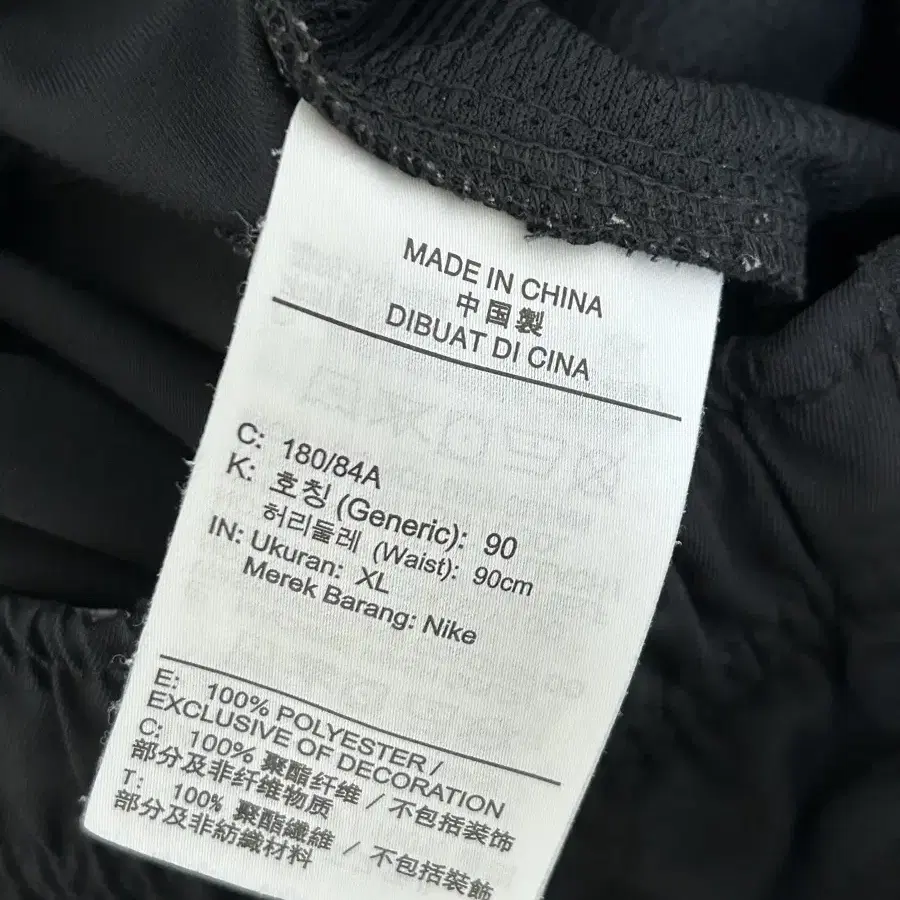 MADE IN CHINA
中国製
DIBUAT DI CINA
C: 180/84A
K: 호칭 (Generic): 90
허리둘레 (Waist): 90cm
IN: Ukuran: XL
Merek Barang: Nike
E: 100% POLYESTER /
EXCLUSIVE OF DECORATION
C: 100% 聚酯纤维 / 不包括装饰
部分及非纤维物质
T: 100% 聚酯纖維 / 不包括裝飾
部分及非紡織材料